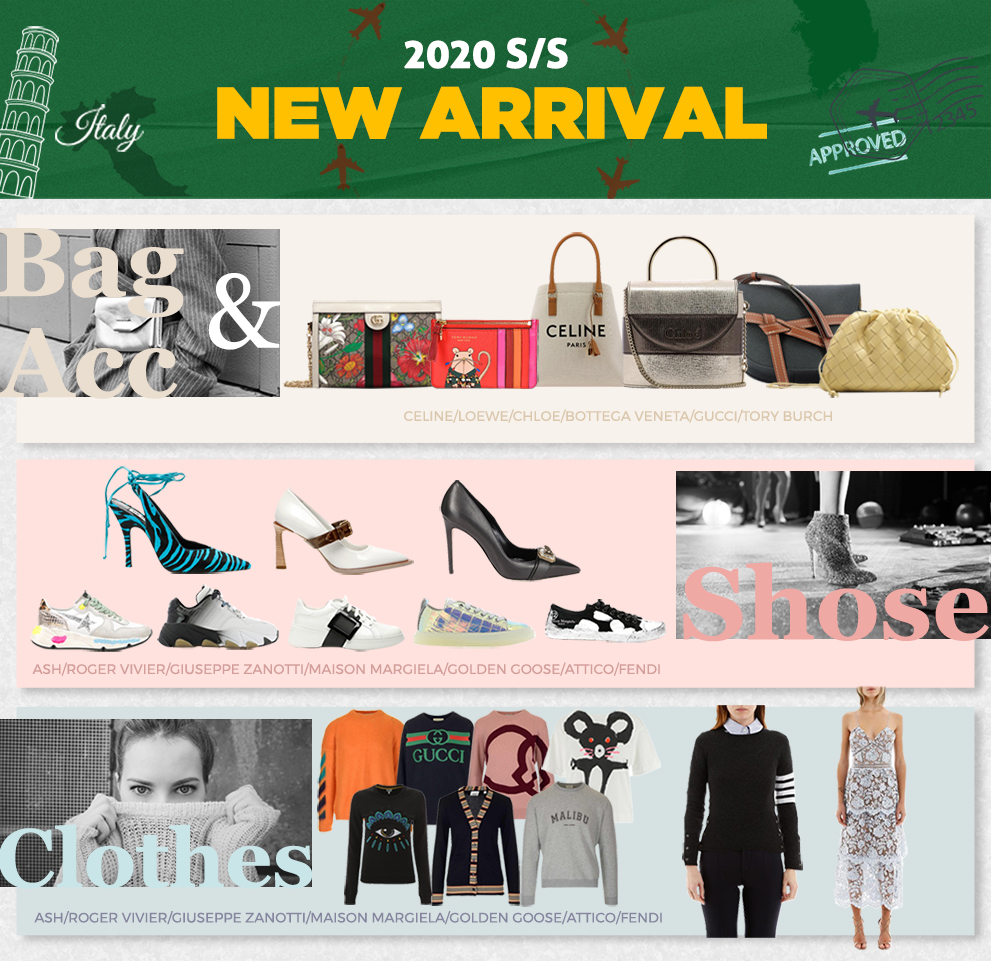 2020 S/S
NEW ARRIVAL
Italy
APPROVED
12345
Bag
&
Acc
CELINE
PARIS
Chloé
CELINE/LOEWE/CHLOE/BOTTEGA VENETA/GUCCI/TORY BURCH
Shose
ASH/ROGER VIVIER/GIUSEPPE ZANOTTI/MAISON MARGIELA/GOLDEN GOOSE/ATTICO/FENDI
GUCCI
MALIBU
Clothes
ASH/ROGER VIVIER/GIUSEPPE ZANOTTI/MAISON MARGIELA/GOLDEN GOOSE/ATTICO/FENDI